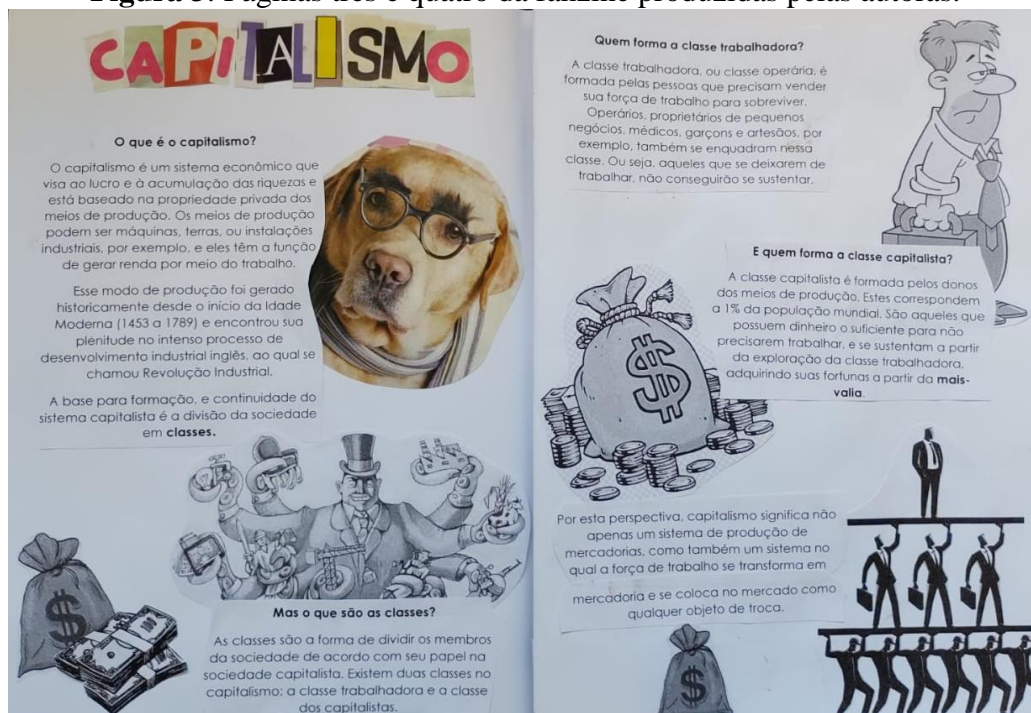 CAPITALISMO
O que é o capitalismo?
O capitalismo é um sistema econômico que
visa ao lucro e à acumulação das riquezas e
está baseado na propriedade privada dos
meios de produção. Os meios de produção
podem ser máquinas, terras, ou instalações
industriais, por exemplo, e eles têm a função
de gerar renda por meio do trabalho.
Esse modo de produção foi gerado
historicamente desde o início da Idade
Moderna (1453 a 1789) e encontrou sua
plenitude no intenso processo de
desenvolvimento industrial inglês, ao qual se
chamou Revolução Industrial.
A base para formação, e continuidade do
sistema capitalista é a divisão da sociedade
em classes.
$
Mas o que são as classes?
As classes são a forma de dividir os membros
da sociedade de acordo com seu papel na
sociedade capitalista. Existem duas classes no
capitalismo: a classe trabalhadora e a classe
dos capitalistas.
Quem forma a classe trabalhadora?
A classe trabalhadora, ou classe operária, é
formada pelas pessoas que precisam vender
sua força de trabalho para sobreviver.
Operários, proprietários de pequenos
negócios, médicos, garçons e artesãos, por
exemplo, também se enquadram nessa
classe. Ou seja, aqueles que se deixarem de
trabalhar, não conseguirão se sustentar.
E quem forma a classe capitalista?
A classe capitalista é formada pelos donos
dos meios de produção. Estes correspondem
a 1% da população mundial. São aqueles que
possuem dinheiro o suficiente para não
precisarem trabalhar, e se sustentam a partir
da exploração da classe trabalhadora,
adquirindo suas fortunas a partir da mais-
valia.
$
Por esta perspectiva, capitalismo significa não
apenas um sistema de produção de
mercadorias, como também um sistema no
qual a força de trabalho se transforma em
mercadoria e se coloca no mercado como
qualquer objeto de troca.
$